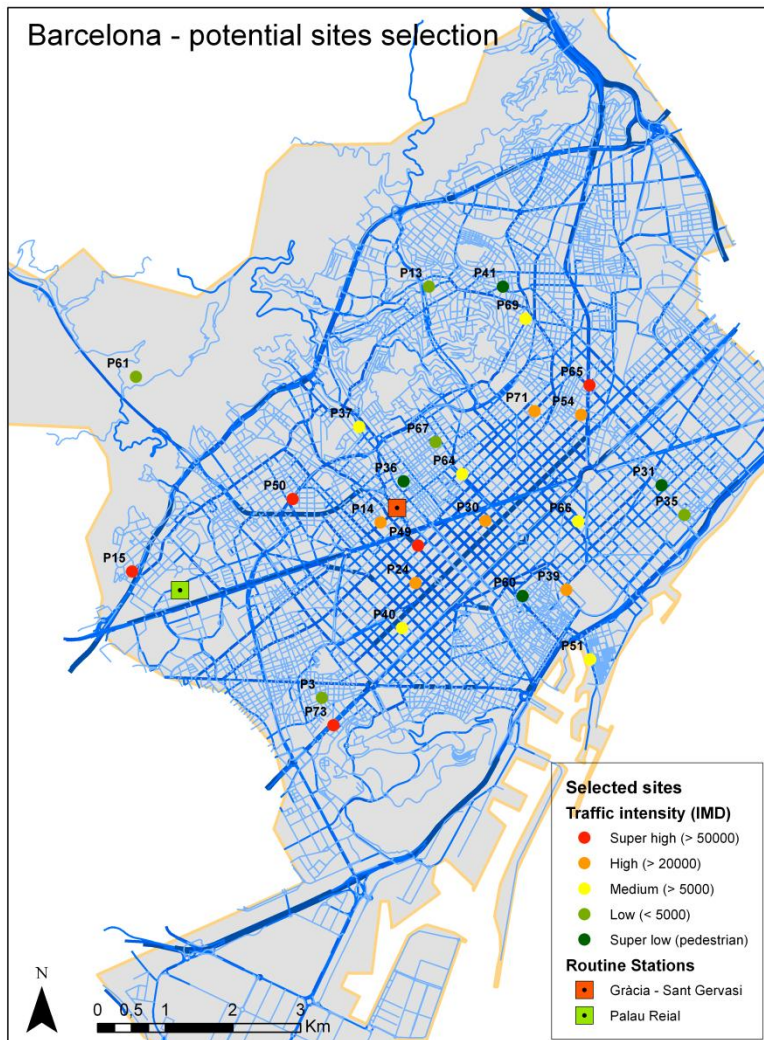 Barcelona - potential sites selection
P13
P41
P69
P61
P65
P71
P54
P37
P67
P64
P36
P31
P50
P35
P14
P30
P66
P49
P15
P24
P60
P39
P40
P51
P3
P73
Selected sites
Traffic intensity (IMD)
Super high (> 50000)
High (> 20000)
Medium (> 5000)
Low (< 5000)
Super low (pedestrian)
Routine Stations
Gràcia - Sant Gervasi
Palau Reial
N
0 0,5 1 2 3
Km